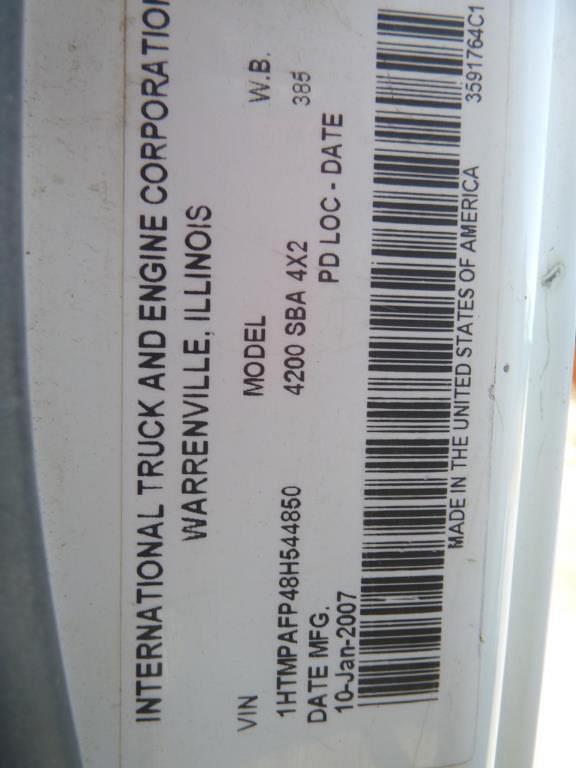 INTERNATIONAL TRUCK AND ENGINE CORPORATION
WARRENVILLE, ILLINOIS
VIN MODEL W.B.
1HTMPAFP48H544850 4200 SBA 4X2 385
DATE MFG. PD LOC - DATE
10-Jan-2007
MADE IN THE UNITED STATES OF AMERICA 3591764C1